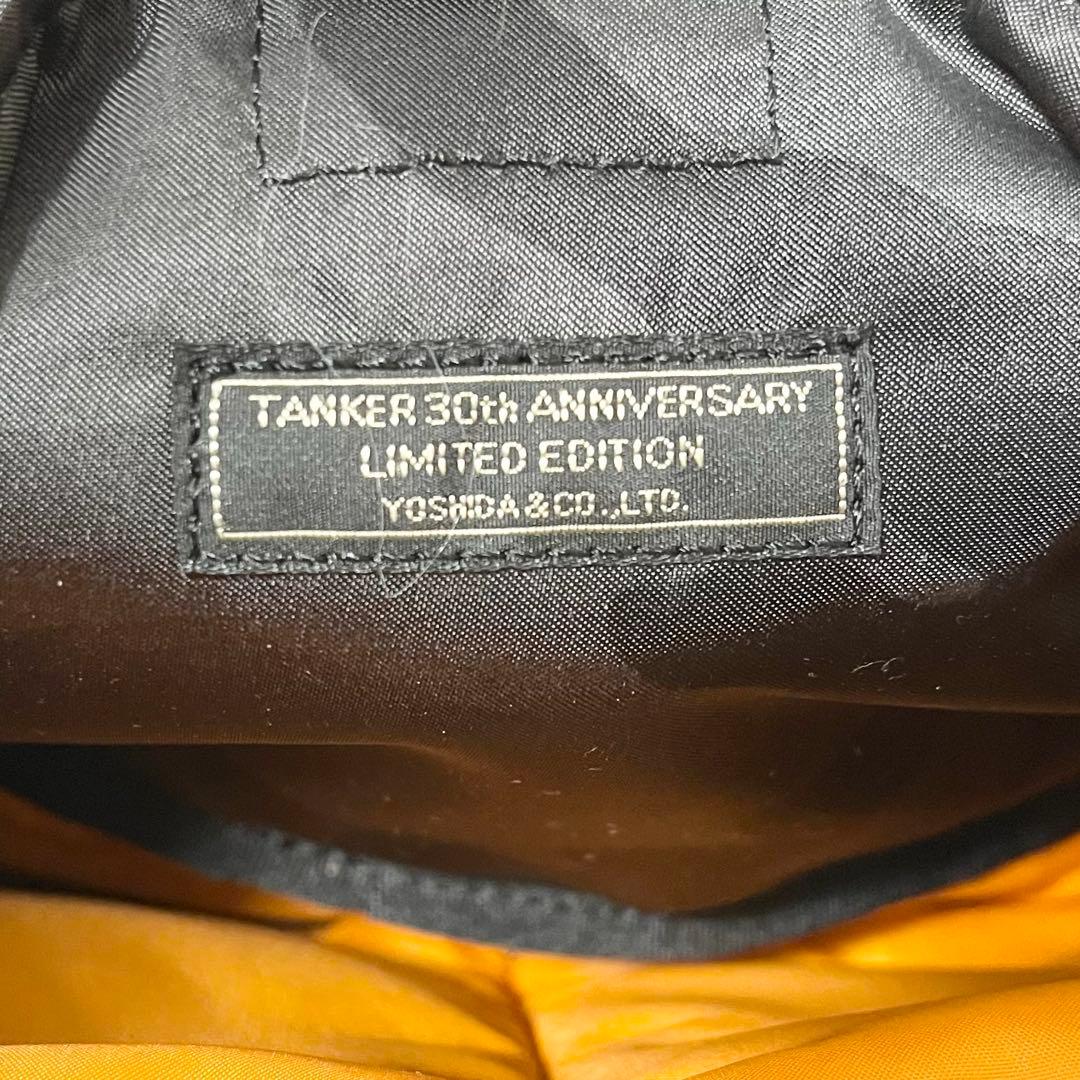 TANKER 30th ANNIVERSARY
LIMITED EDITION
YOSHIDA & CO.,LTD.